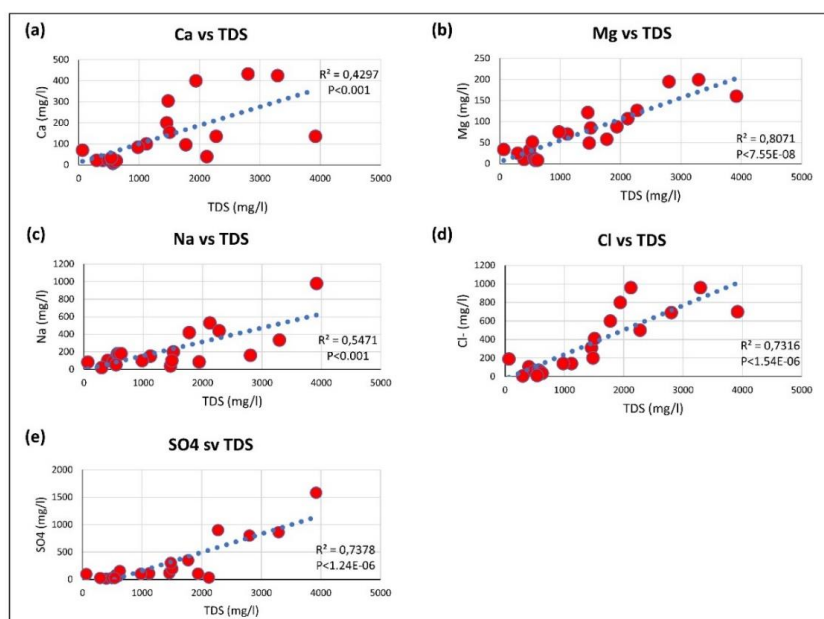 (a)
Ca vs TDS
500
400
300
200
100
0
Ca (mg/l)
R² = 0,4297
P<0.001
0 1000 2000 3000 4000 5000
TDS (mg/l)
(b)
Mg vs TDS
250
200
150
100
50
0
Mg (mg/l)
R² = 0,8071
P<7.55E-08
0 1000 2000 3000 4000 5000
TDS (mg/l)
(c)
Na vs TDS
1200
1000
800
600
400
200
0
Na (mg/l)
R² = 0,5471
P<0.001
0 1000 2000 3000 4000 5000
TDS (mg/l)
(d)
Cl vs TDS
1200
1000
800
600
400
200
0
Cl- (mg/l)
R² = 0,7316
P<1.54E-06
0 1000 2000 3000 4000 5000
TDS (mg/l)
(e)
SO4 sv TDS
2000
1500
1000
500
0
SO4 (mg/l)
R² = 0,7378
P<1.24E-06
0 1000 2000 3000 4000 5000
TDS (mg/l)